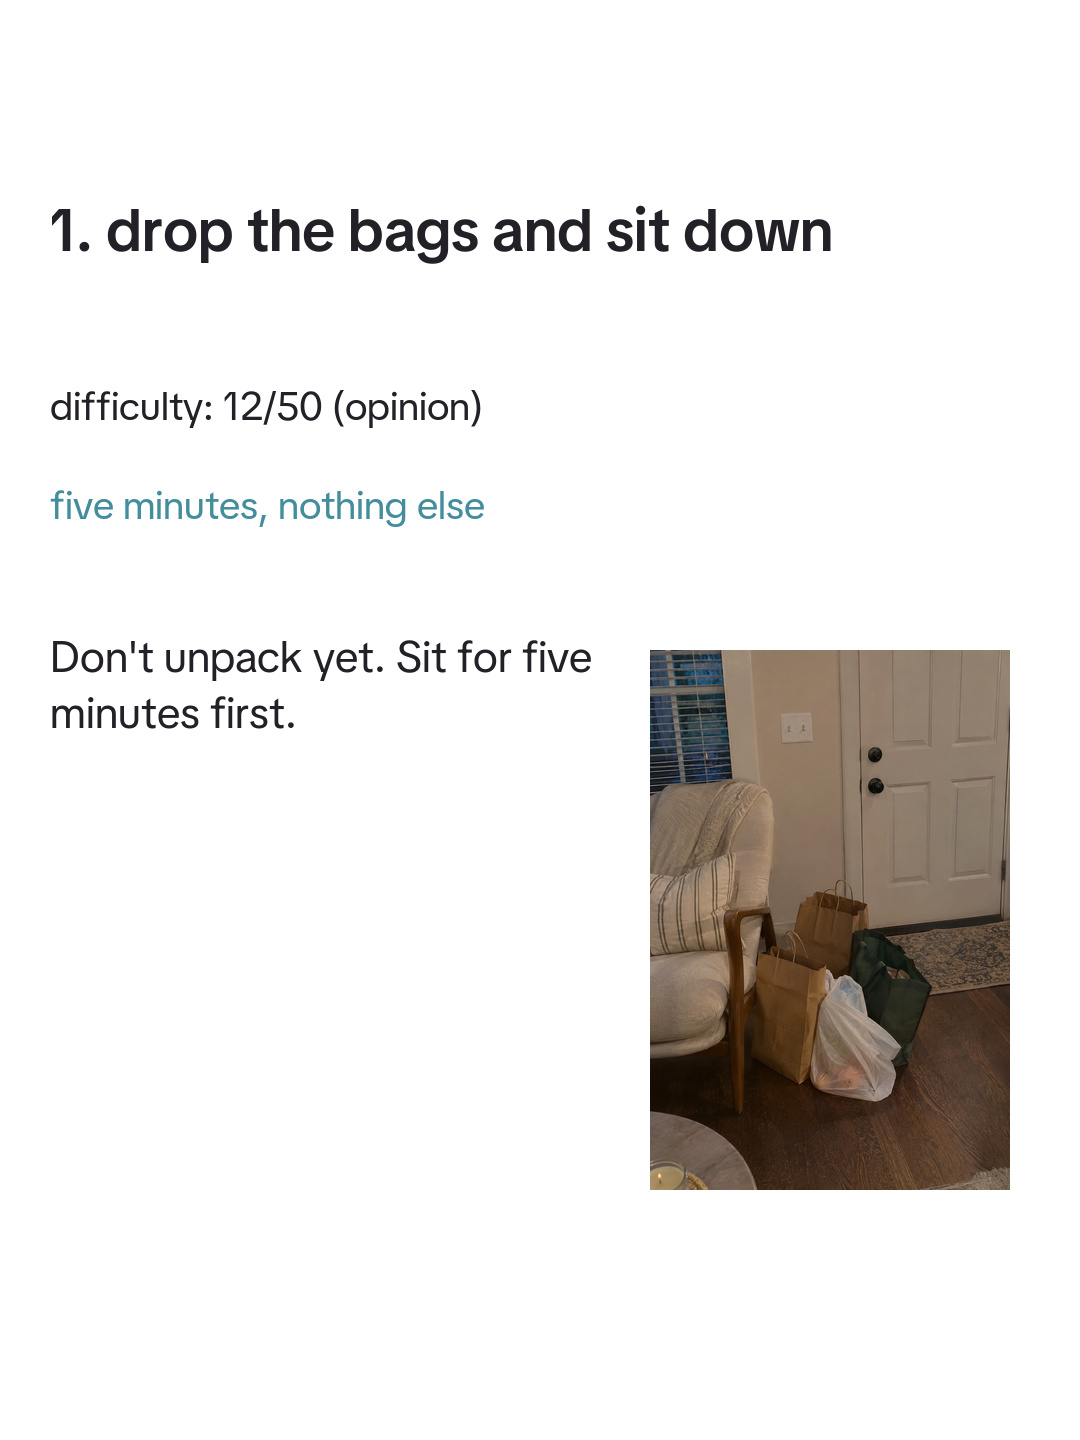 1. drop the bags and sit down
difficulty: 12/50 (opinion)
five minutes, nothing else
Don't unpack yet. Sit for five
minutes first.